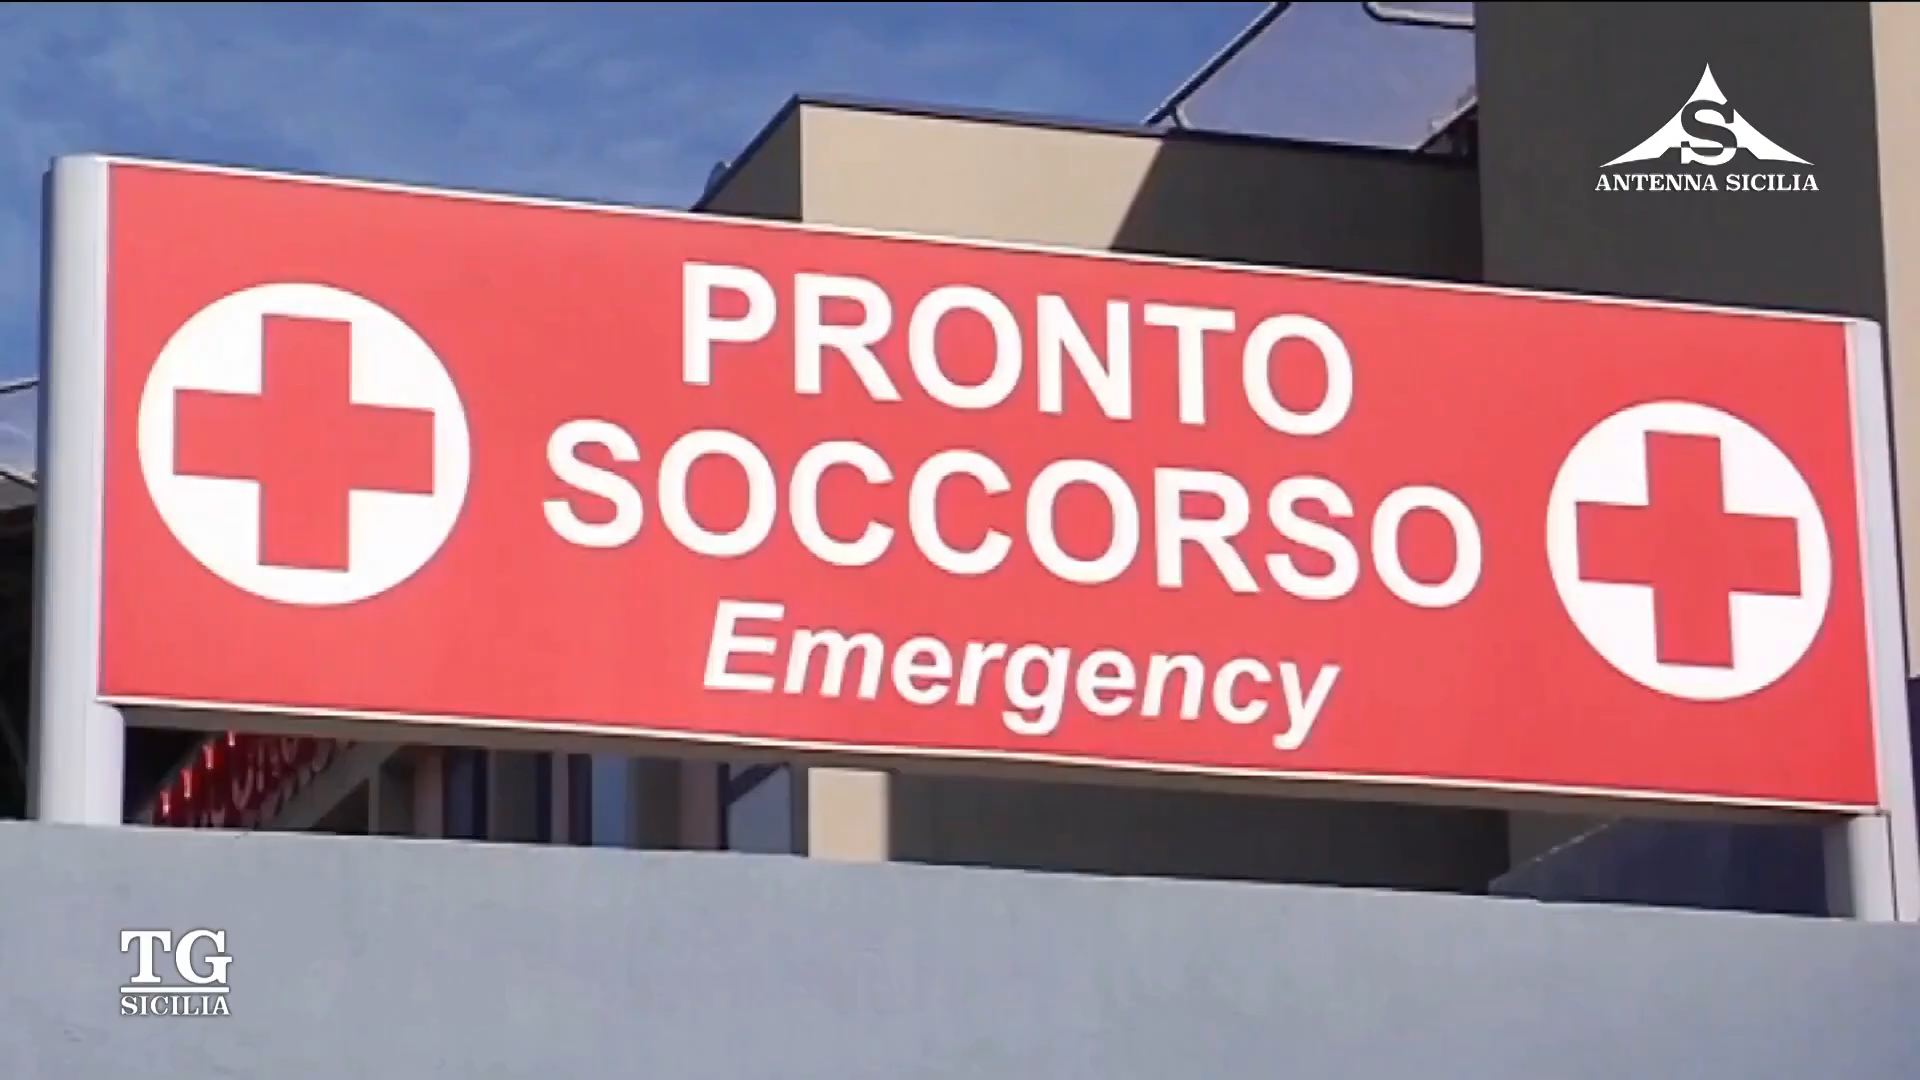 ANTENNA SICILIA
PRONTO
SOCCORSO
Emergency
TG
SICILIA